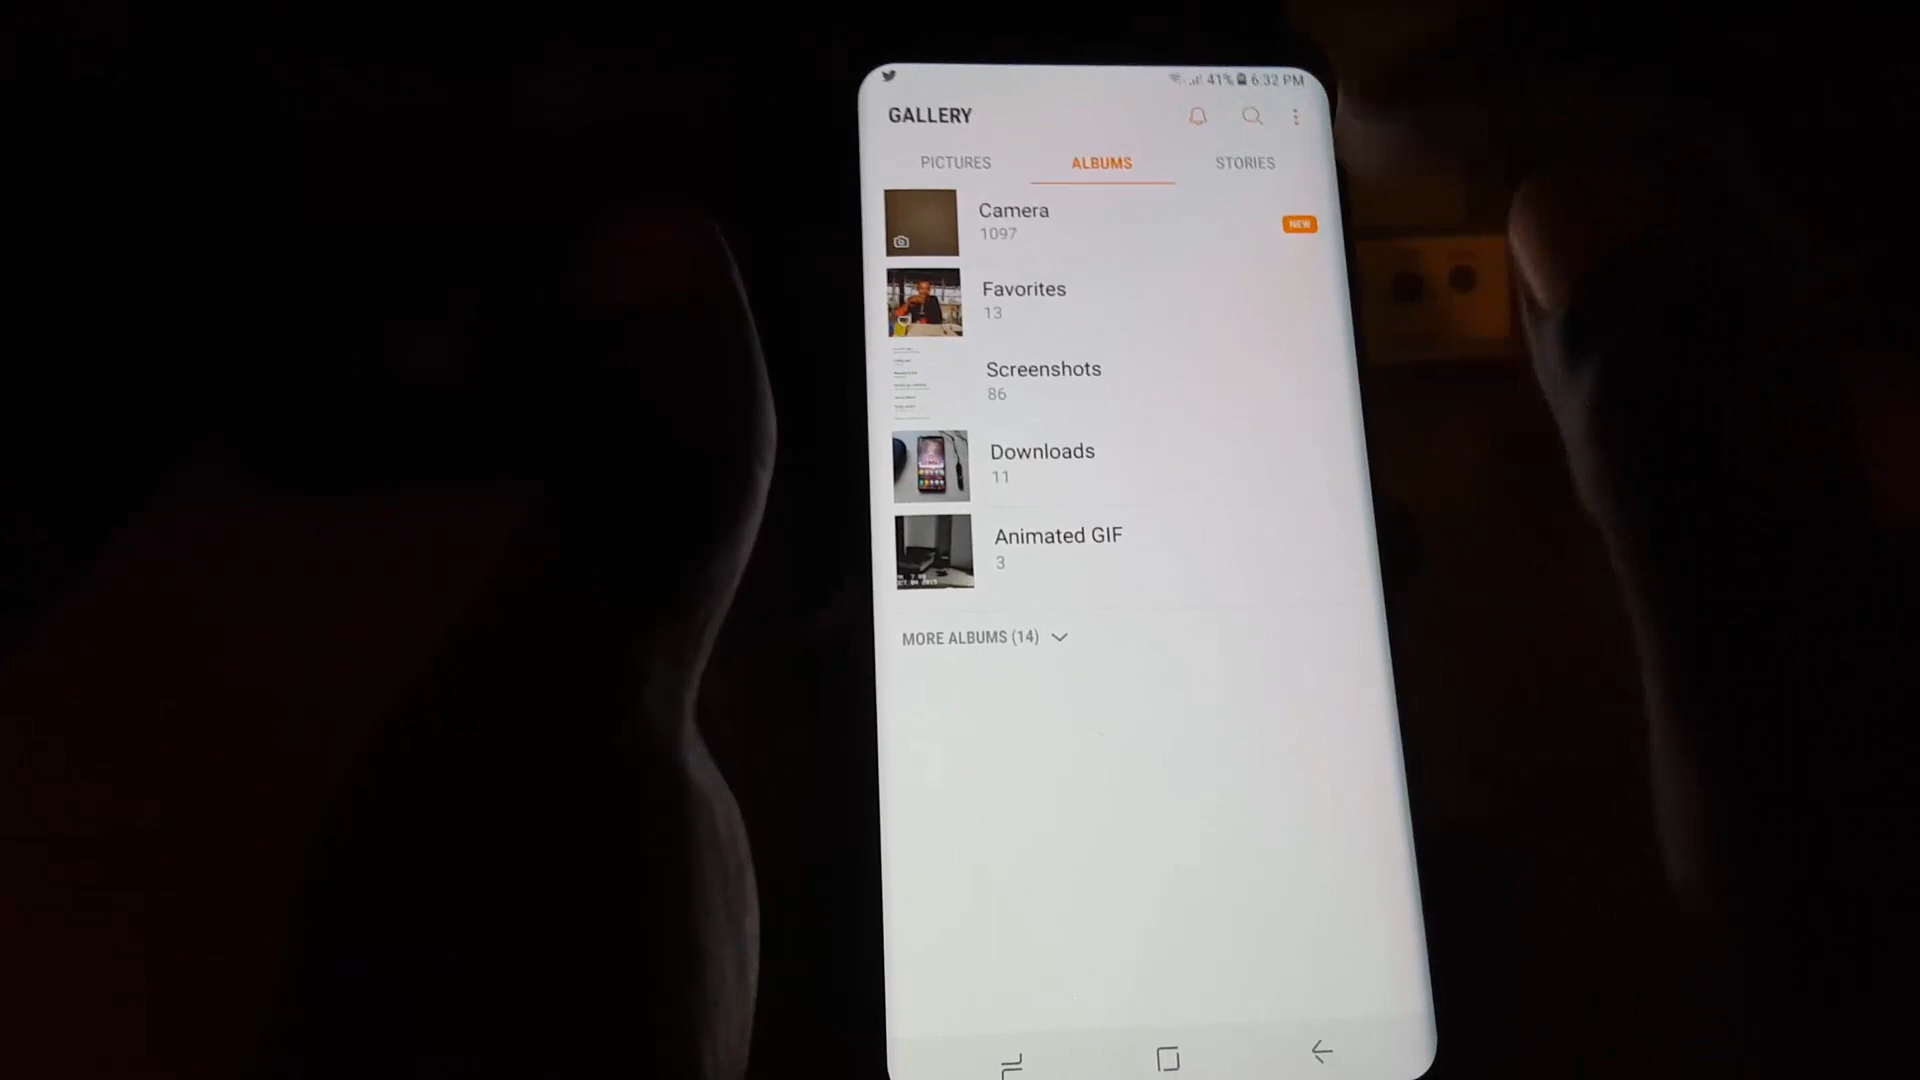 41% 6:32 PM
GALLERY
PICTURES ALBUMS STORIES
Camera
1097
NEW
Favorites
13
Screenshots
86
Downloads
11
Animated GIF
3
MORE ALBUMS (14)